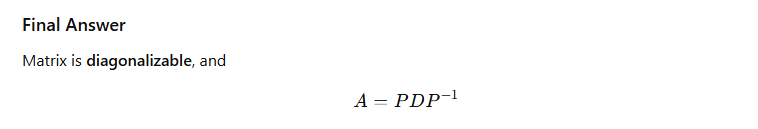 Final Answer
Matrix is diagonalizable, and
A = PDP⁻¹